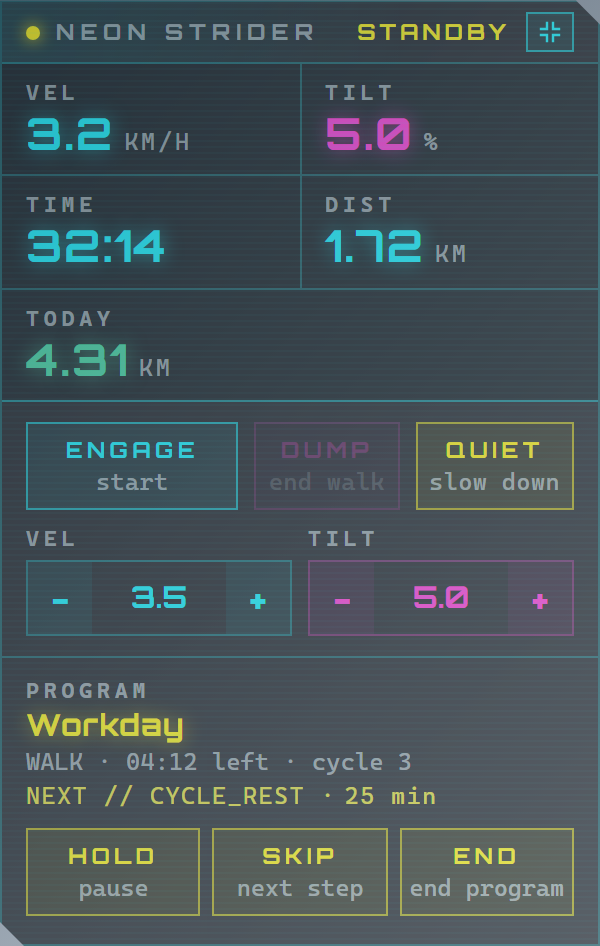 NEON STRIDER STANDBY
VEL TILT
3.2 KM/H 5.0 %
TIME DIST
32:14 1.72 KM
TODAY
4.31 KM
ENGAGE DUMP QUIET
start end walk slow down
VEL TILT
- 3.5 + - 5.0 +
PROGRAM
Workday
WALK · 04:12 left · cycle 3
NEXT // CYCLE_REST · 25 min
HOLD SKIP END
pause next step end program